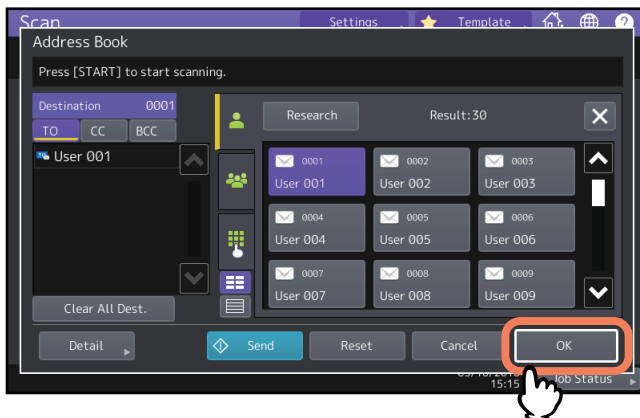 Scan
Settings
Template
?
Address Book
Press [START] to start scanning.
Destination 0001
TO CC BCC
TO User 001
Clear All Dest.
Research Result:30
0001
User 001
0002
User 002
0003
User 003
0004
User 004
0005
User 005
0006
User 006
0007
User 007
0008
User 008
0009
User 009
Detail
Send
Reset
Cancel
OK
15:15
Job Status